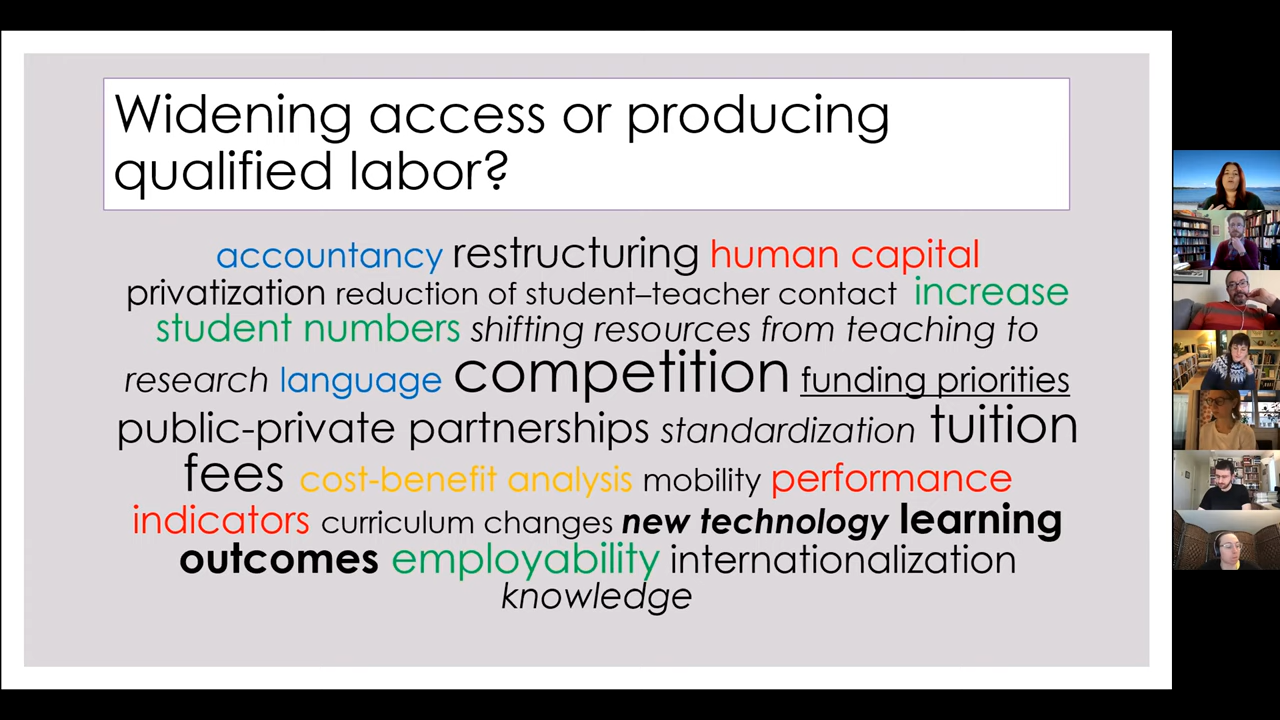 Widening access or producing
qualified labor?
accountancy restructuring human capital
privatization reduction of student–teacher contact increase
student numbers shifting resources from teaching to
research language competition funding priorities
public-private partnerships standardization tuition
fees cost-benefit analysis mobility performance
indicators curriculum changes new technology learning
outcomes employability internationalization
knowledge